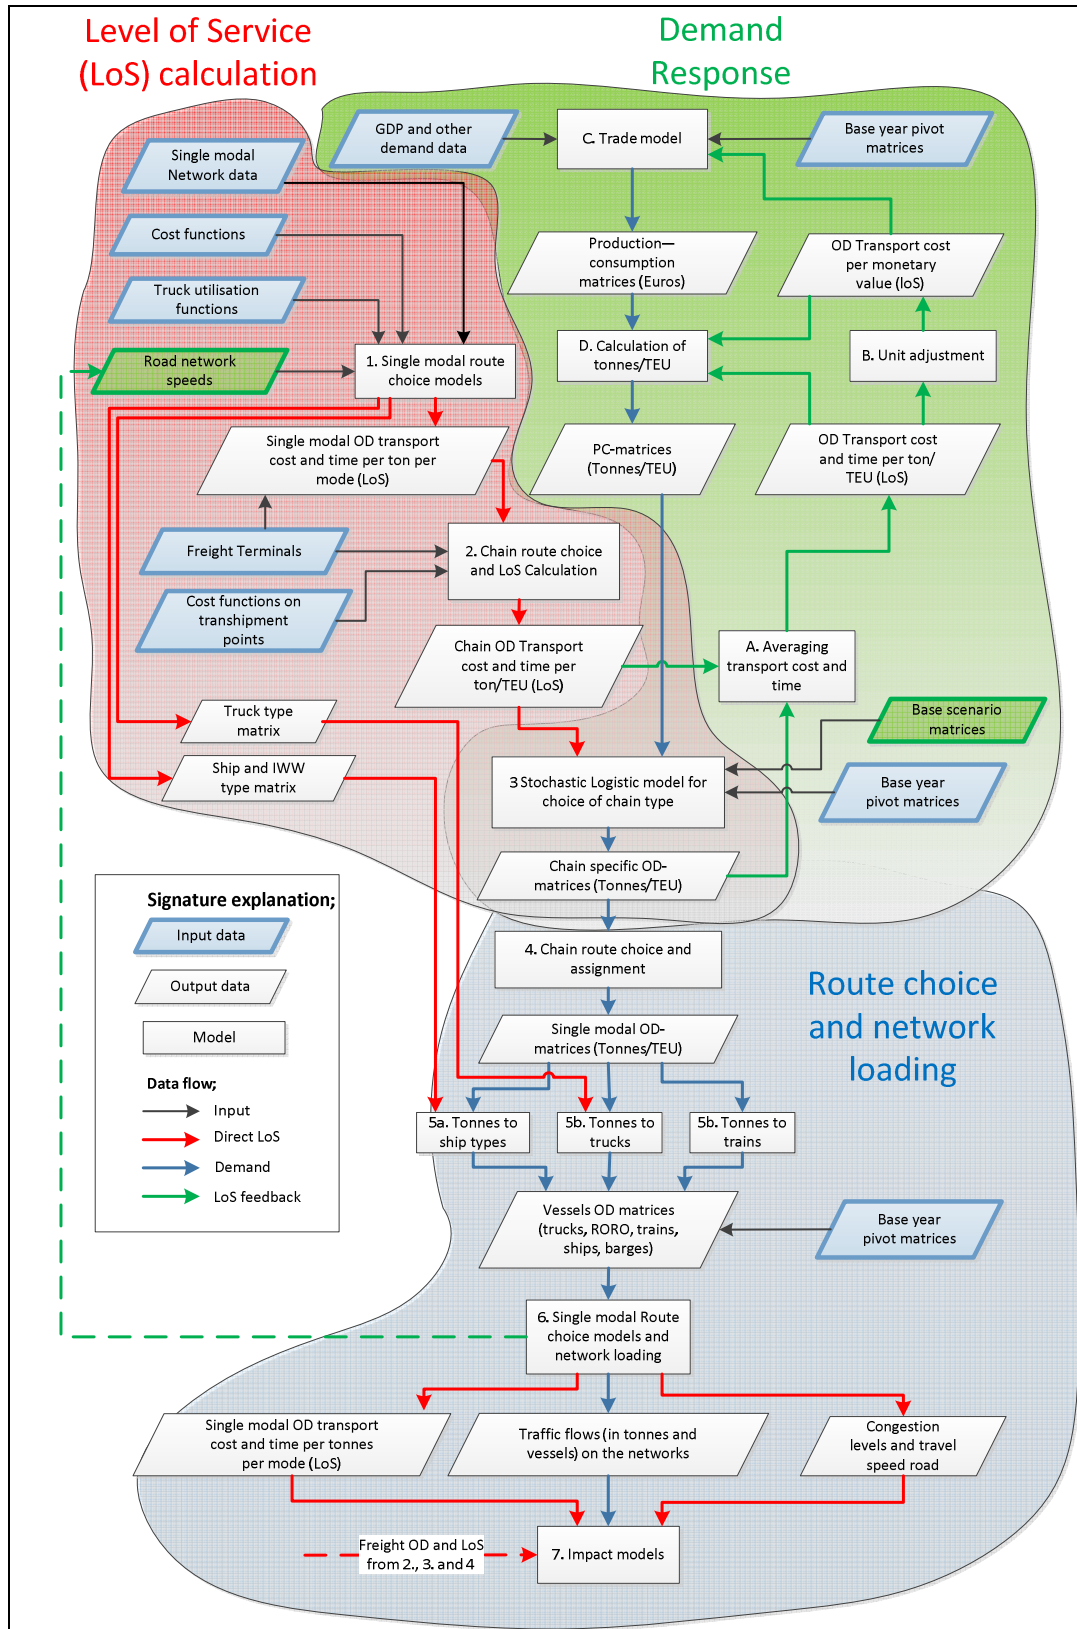 Level of Service
(LoS) calculation
Demand
Response
GDP and other
demand data
C. Trade model
Base year pivot
matrices
Single modal
Network data
Cost functions
Production—
consumption
matrices (Euros)
OD Transport cost
per monetary
value (loS)
Truck utilisation
functions
Road network
speeds
1. Single modal route
choice models
D. Calculation of
tonnes/TEU
B. Unit adjustment
Single modal OD transport
cost and time per ton per
mode (LoS)
PC-matrices
(Tonnes/TEU)
OD Transport cost
and time per ton/
TEU (LoS)
Freight Terminals
2. Chain route choice
and LoS Calculation
Cost functions on
transhipment
points
Chain OD Transport
cost and time per
ton/TEU (LoS)
A. Averaging
transport cost and
time
Truck type
matrix
Base scenario
matrices
Ship and IWW
type matrix
3 Stochastic Logistic model for
choice of chain type
Base year
pivot matrices
Chain specific OD-
matrices (Tonnes/TEU)
Signature explanation;
Input data
Output data
Model
Data flow;
Input
Direct LoS
Demand
LoS feedback
4. Chain route choice and
assignment
Route choice
and network
loading
Single modal OD-
matrices (Tonnes/TEU)
5a. Tonnes to
ship types
5b. Tonnes to
trucks
5b. Tonnes to
trains
Vessels OD matrices
(trucks, RORO, trains,
ships, barges)
Base year
pivot matrices
6. Single modal Route
choice models and
network loading
Single modal OD transport
cost and time per tonnes
per mode (LoS)
Traffic flows (in tonnes and
vessels) on the networks
Congestion
levels and travel
speed road
Freight OD and LoS
from 2., 3. and 4
7. Impact models